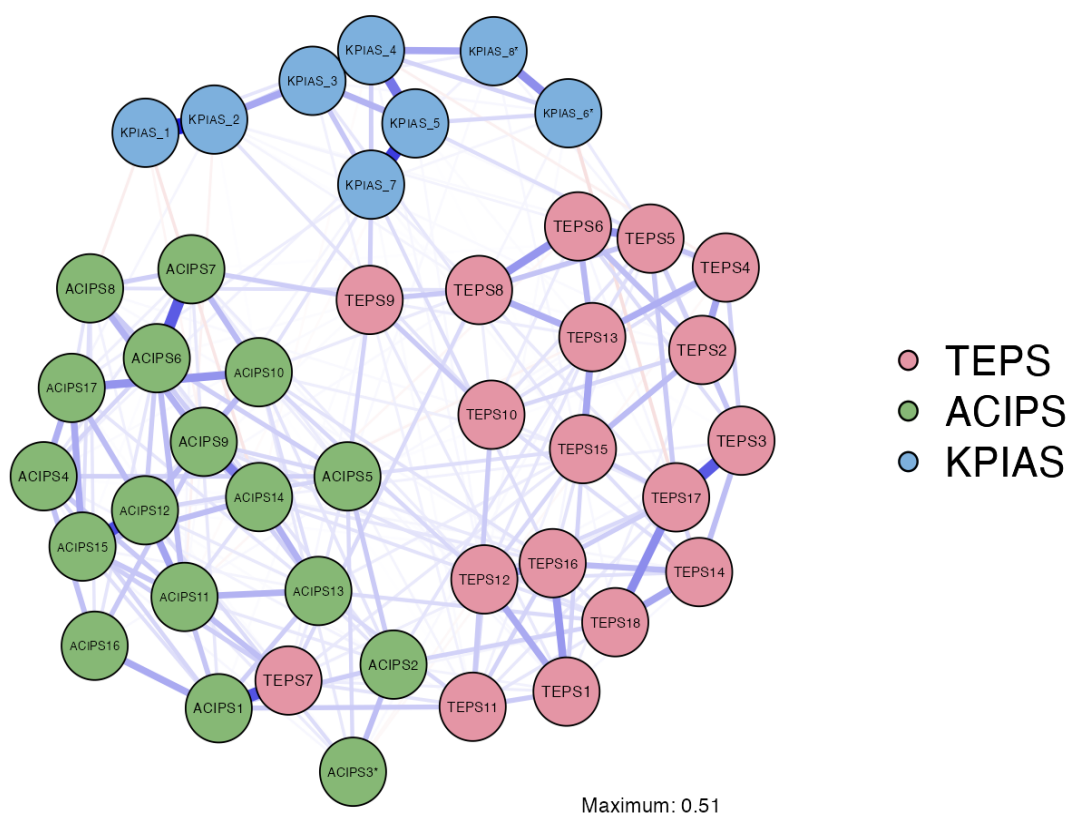 KPIAS_4
KPIAS_8*
KPIAS_3
KPIAS_6*
KPIAS_2
KPIAS_5
KPIAS_1
KPIAS_7
TEPS6
TEPS5
TEPS4
ACIPS7
ACIPS8
TEPS8
TEPS9
TEPS13
TEPS2
ACIPS6
TEPS
ACIPS10
ACIPS17
ACIPS
TEPS10
ACIPS9
TEPS3
TEPS15
KPIAS
ACIPS4
ACIPS5
ACIPS14
TEPS17
ACIPS12
ACIPS15
TEPS16
TEPS14
TEPS12
ACIPS13
ACIPS11
TEPS18
ACIPS16
ACIPS2
TEPS7
TEPS1
ACIPS1
TEPS11
ACIPS3*
Maximum: 0.51